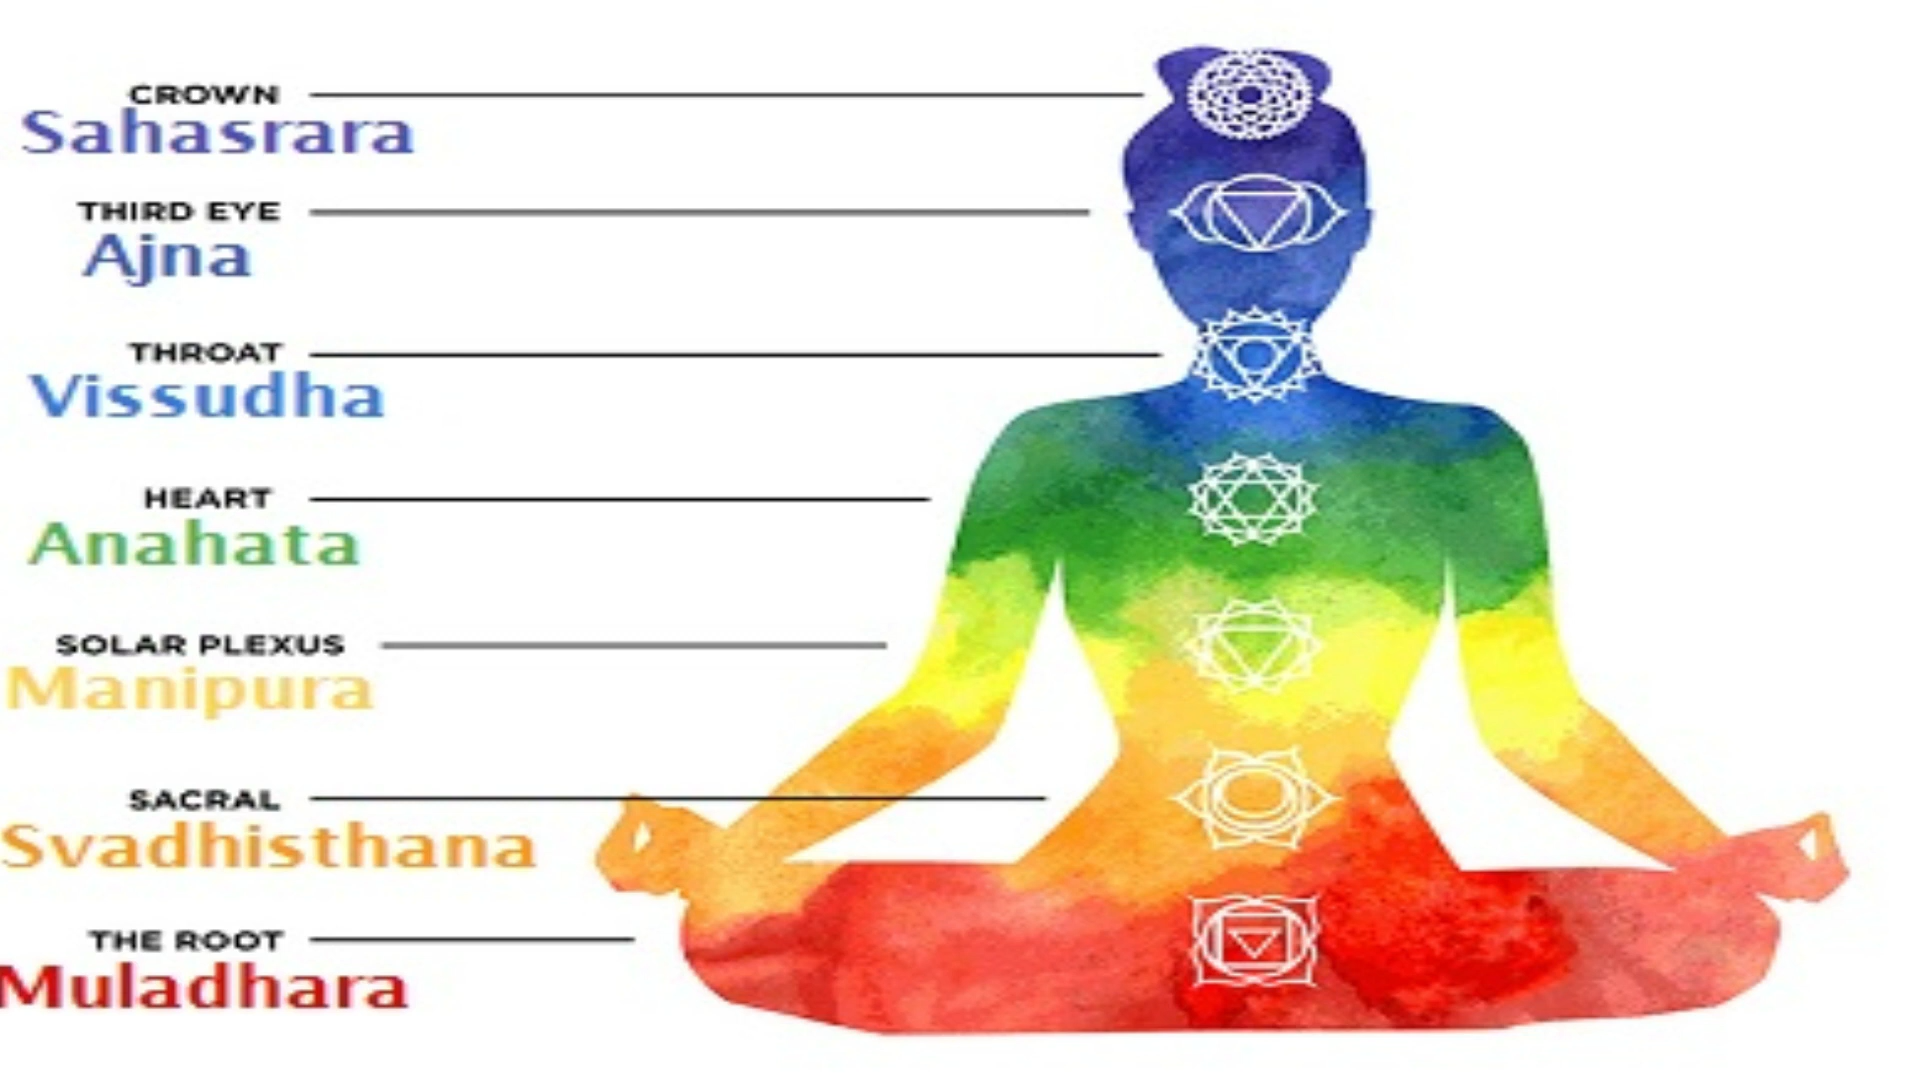 CROWN
Sahasrara
THIRD EYE
Ajna
THROAT
Vissudha
HEART
Anahata
SOLAR PLEXUS
Manipura
SACRAL
Svadhisthana
THE ROOT
Muladhara